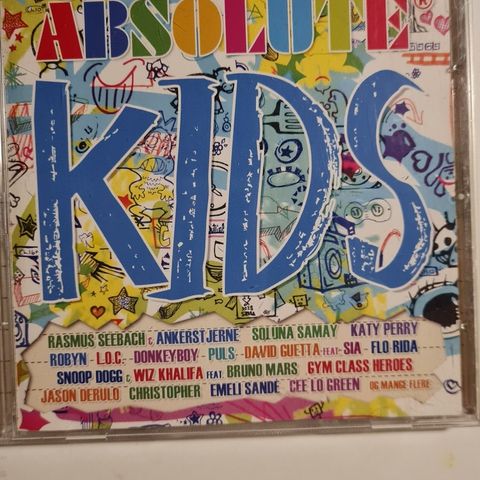 ABSOLUTE
KIDS
RASMUS SEEBACH & ANKERSTJERNE SOLUNA SAMAY KATY PERRY
ROBYN - L.O.C. - DONKEYBOY - PULS - DAVID GUETTA FEAT SIA - FLO RIDA
SNOOP DOGG & WIZ KHALIFA FEAT. BRUNO MARS GYM CLASS HEROES
JASON DERULO CHRISTOPHER EMELI SANDÉ CEE LO GREEN OG MANGE FLERE